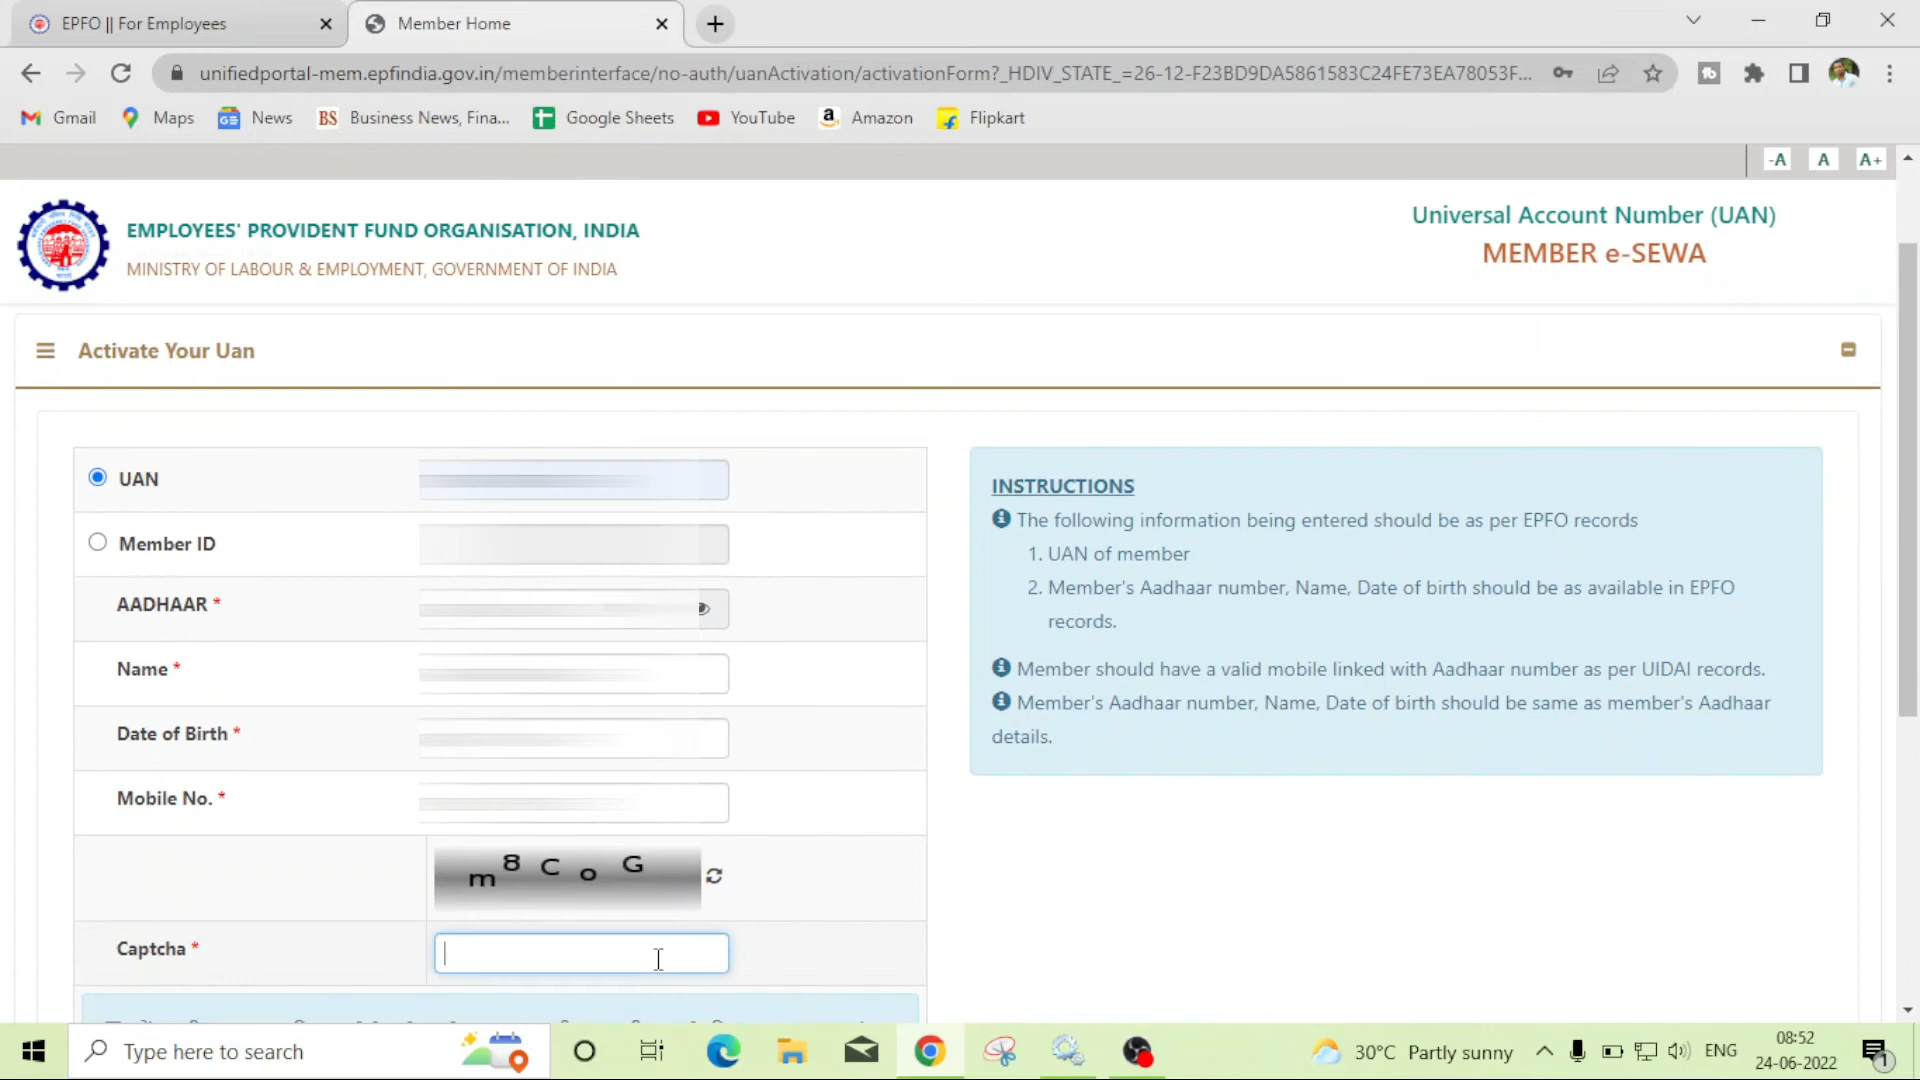 EPFO || For Employees
Member Home
unifiedportal-mem.epfindia.gov.in/memberinterface/no-auth/uanActivation/activationForm?_HDIV_STATE_=26-12-F23BD9DA5861583C24FE73EA78053F...
Gmail
Maps
News
BS Business News, Fina...
Google Sheets
YouTube
Amazon
Flipkart
-A A A+
EMPLOYEES' PROVIDENT FUND ORGANISATION, INDIA
MINISTRY OF LABOUR & EMPLOYMENT, GOVERNMENT OF INDIA
Universal Account Number (UAN)
MEMBER e-SEWA
Activate Your Uan
UAN
Member ID
AADHAAR *
Name *
Date of Birth *
Mobile No. *
m 8 C o G
Captcha *
INSTRUCTIONS
The following information being entered should be as per EPFO records
1. UAN of member
2. Member's Aadhaar number, Name, Date of birth should be as available in EPFO
records.
Member should have a valid mobile linked with Aadhaar number as per UIDAI records.
Member's Aadhaar number, Name, Date of birth should be same as member's Aadhaar
details.
Type here to search
30°C Partly sunny
ENG
08:52
24-06-2022
1